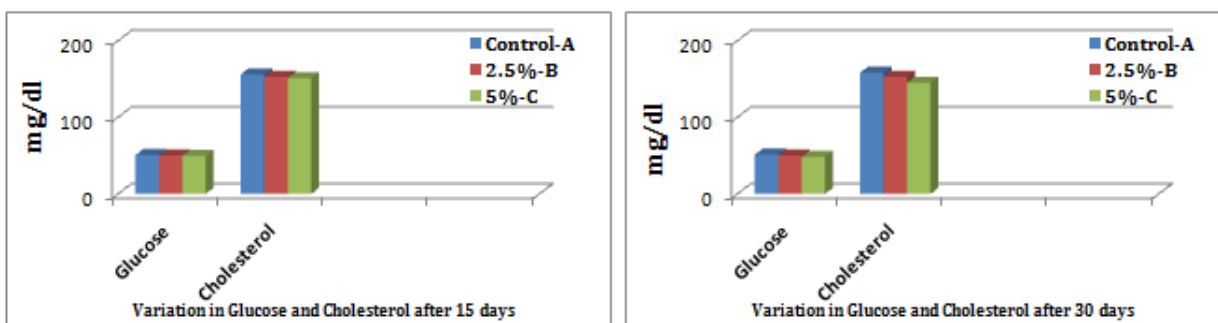 200
100
0
mg/dl
Control-A
2.5%-B
5%-C
Glucose
Cholesterol
Variation in Glucose and Cholesterol after 15 days
200
100
0
mg/dl
Control-A
2.5%-B
5%-C
Glucose
Cholesterol
Variation in Glucose and Cholesterol after 30 days